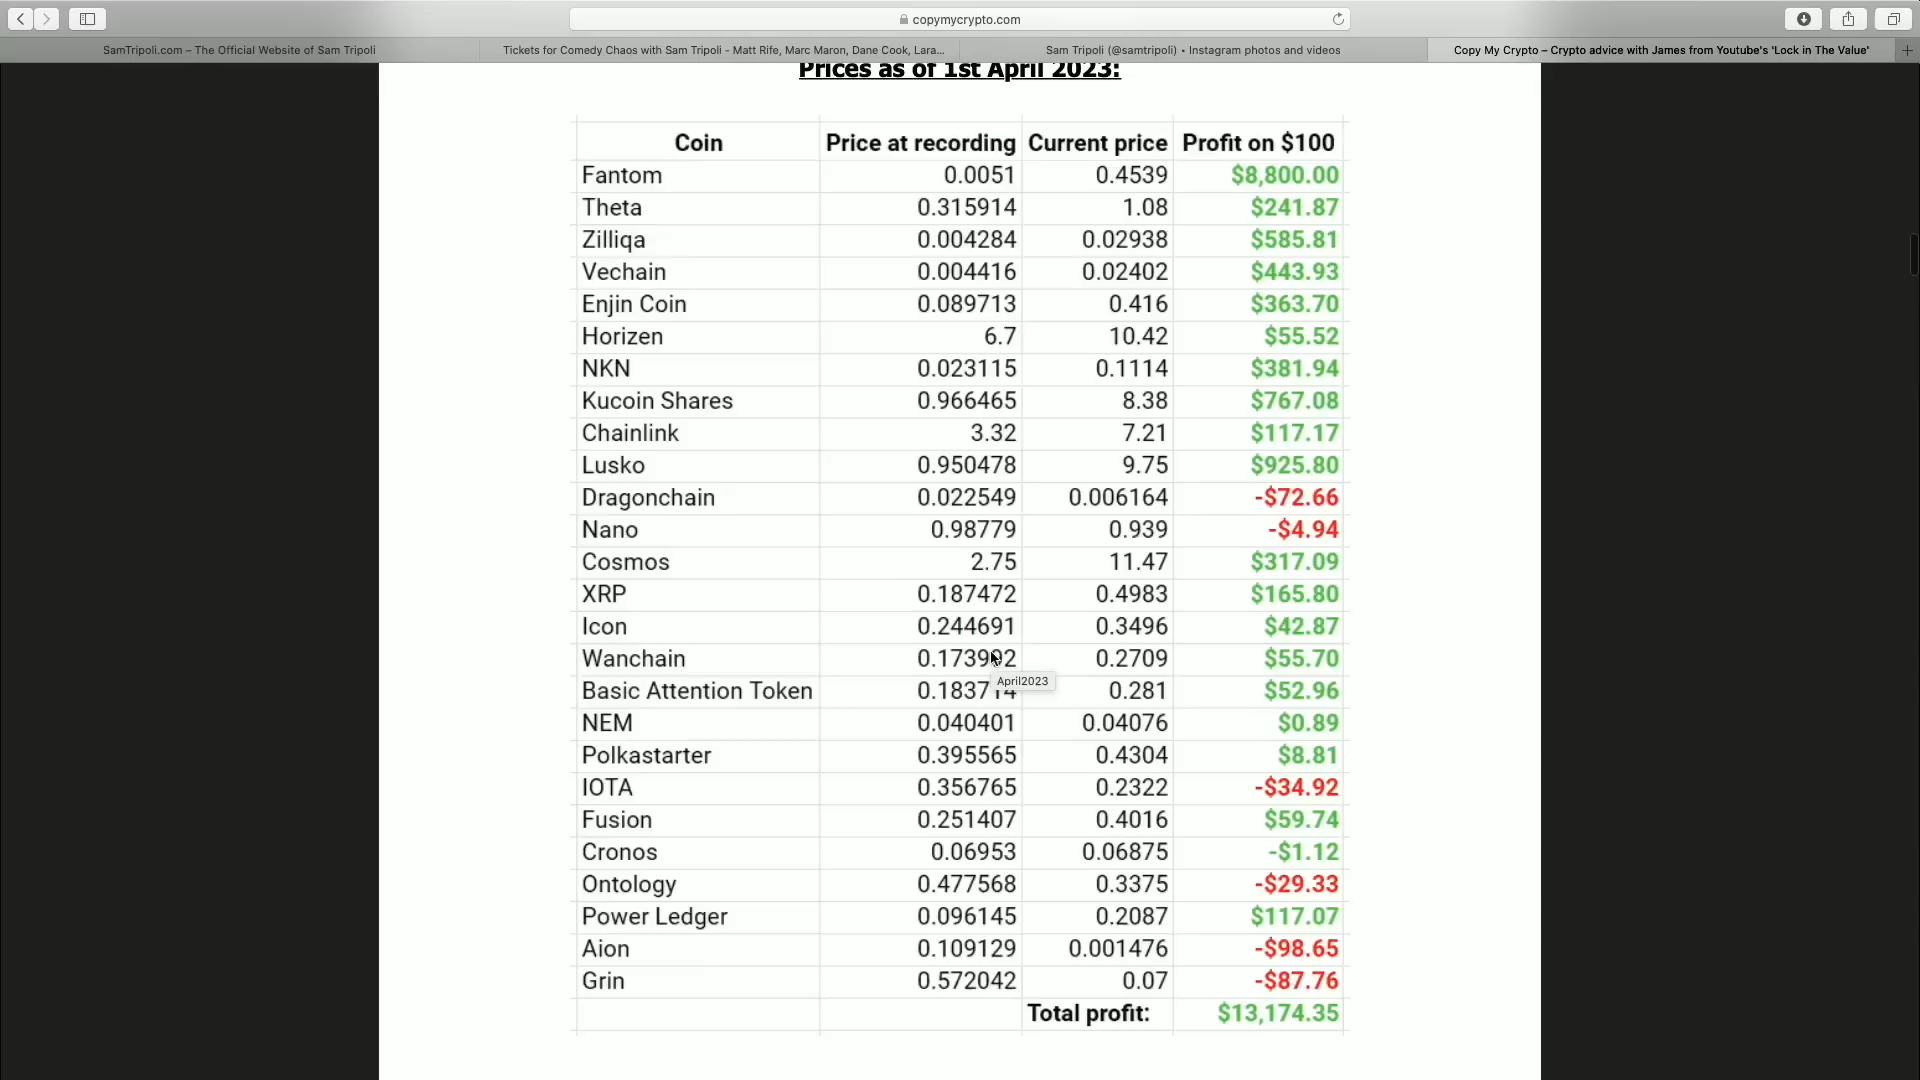 copymycrypto.com
SamTripoli.com – The Official Website of Sam Tripoli
Tickets for Comedy Chaos with Sam Tripoli - Matt Rife, Marc Maron, Dane Cook, Lara...
Sam Tripoli (@samtripoli) • Instagram photos and videos
Copy My Crypto – Crypto advice with James from Youtube's 'Lock in The Value'
Prices as of 1st April 2023:
Coin Price at recording Current price Profit on $100
Fantom 0.0051 0.4539 $8,800.00
Theta 0.315914 1.08 $241.87
Zilliqa 0.004284 0.02938 $585.81
Vechain 0.004416 0.02402 $443.93
Enjin Coin 0.089713 0.416 $363.70
Horizen 6.7 10.42 $55.52
NKN 0.023115 0.1114 $381.94
Kucoin Shares 0.966465 8.38 $767.08
Chainlink 3.32 7.21 $117.17
Lusko 0.950478 9.75 $925.80
Dragonchain 0.022549 0.006164 -$72.66
Nano 0.98779 0.939 -$4.94
Cosmos 2.75 11.47 $317.09
XRP 0.187472 0.4983 $165.80
Icon 0.244691 0.3496 $42.87
Wanchain 0.2709 $55.70
April2023
Basic Attention Token 0.183714 0.281 $52.96
NEM 0.040401 0.04076 $0.89
Polkastarter 0.395565 0.4304 $8.81
IOTA 0.356765 0.2322 -$34.92
Fusion 0.251407 0.4016 $59.74
Cronos 0.06953 0.06875 -$1.12
Ontology 0.477568 0.3375 -$29.33
Power Ledger 0.096145 0.2087 $117.07
Aion 0.109129 0.001476 -$98.65
Grin 0.572042 0.07 -$87.76
Total profit: $13,174.35